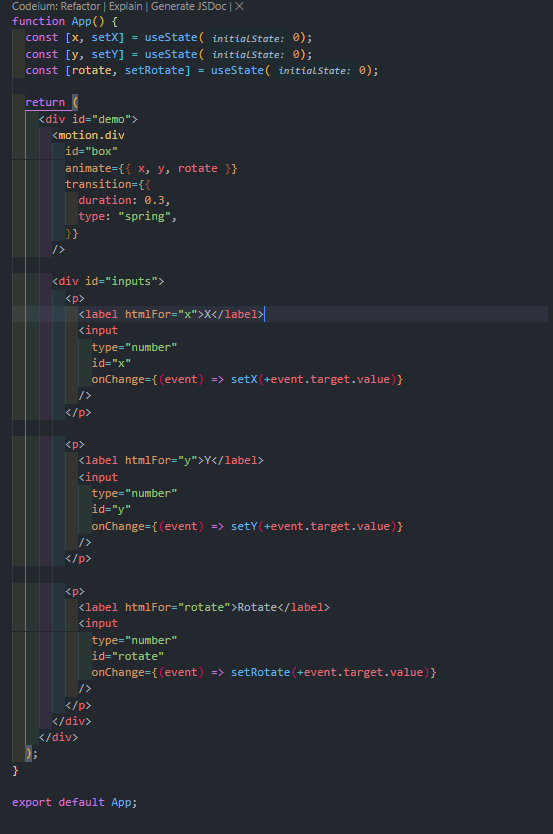 Codeium: Refactor | Explain | Generate JSDoc | ✕
function App() {
  const [x, setX] = useState( initialState: 0);
  const [y, setY] = useState( initialState: 0);
  const [rotate, setRotate] = useState( initialState: 0);

  return (
    <div id="demo">
      <motion.div
        id="box"
        animate={{ x, y, rotate }}
        transition={{
          duration: 0.3,
          type: "spring",
        }}
      />

      <div id="inputs">
        <p>
          <label htmlFor="x">X</label>
          <input
            type="number"
            id="x"
            onChange={(event) => setX(+event.target.value)}
          />
        </p>

        <p>
          <label htmlFor="y">Y</label>
          <input
            type="number"
            id="y"
            onChange={(event) => setY(+event.target.value)}
          />
        </p>

        <p>
          <label htmlFor="rotate">Rotate</label>
          <input
            type="number"
            id="rotate"
            onChange={(event) => setRotate(+event.target.value)}
          />
        </p>
      </div>
    </div>
  );
}

export default App;